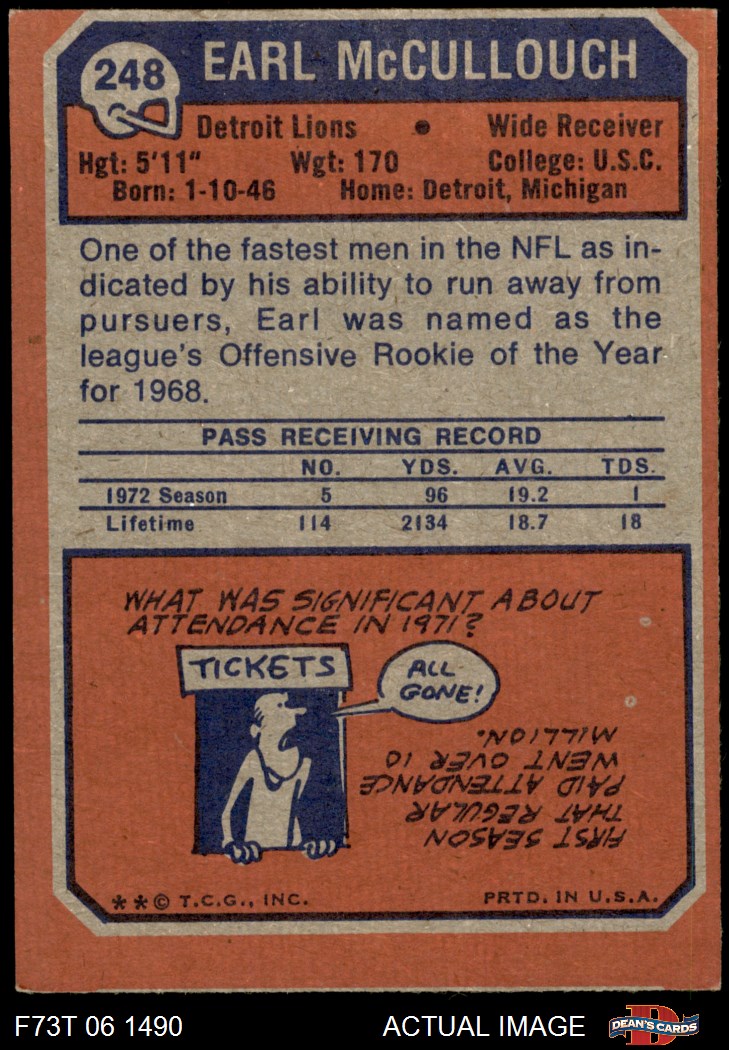 248
EARL McCULLOUCH
Detroit Lions • Wide Receiver
Hgt: 5'11" Wgt: 170 College: U.S.C.
Born: 1-10-46 Home: Detroit, Michigan
One of the fastest men in the NFL as in-
dicated by his ability to run away from
pursuers, Earl was named as the
league's Offensive Rookie of the Year
for 1968.
PASS RECEIVING RECORD
NO. YDS. AVG. TDS.
1972 Season 5 96 19.2 1
Lifetime 114 2134 18.7 18
WHAT WAS SIGNIFICANT ABOUT
ATTENDANCE IN 1971?
TICKETS
ALL
GONE!
FIRST SEASON
THAT REGULAR
PAID ATTENDANCE
WENT OVER 10
MILLION.
**© T.C.G., INC. PRTD. IN U.S.A.
F73T 06 1490 ACTUAL IMAGE
D
DEAN'S CARDS